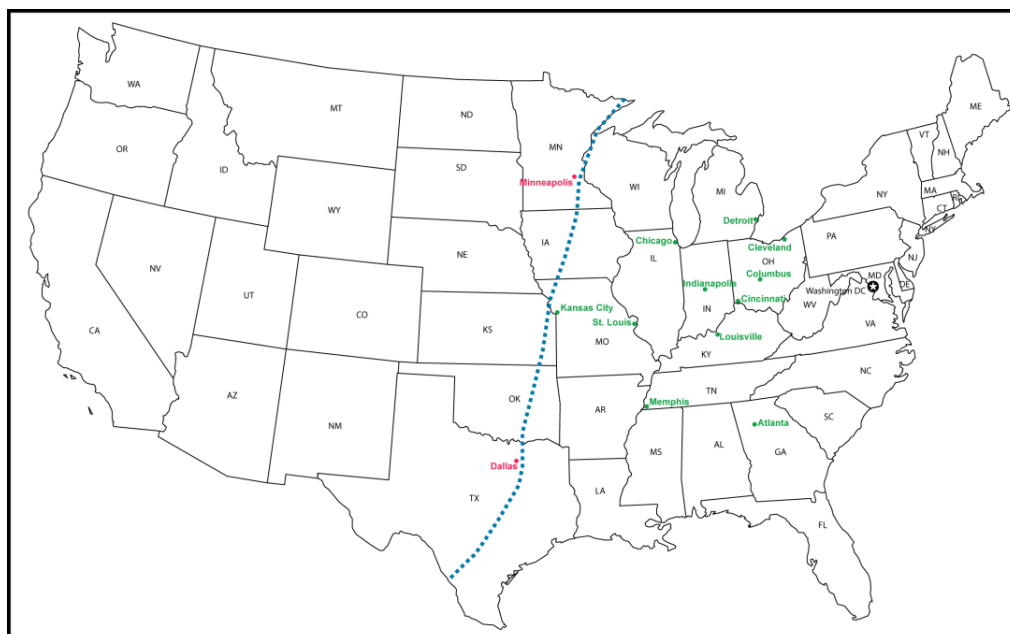 WA
OR
CA
NV
ID
MT
WY
UT
AZ
CO
NM
ND
SD
NE
KS
OK
TX
MN
IA
MO
AR
LA
WI
IL
MI
IN
OH
KY
TN
MS
AL
GA
FL
SC
NC
VA
WV
PA
NY
VT
NH
ME
MA
CT
RI
NY
NJ
MD
DE
Minneapolis
Dallas
Kansas City
St. Louis
Chicago
Detroit
Cleveland
Columbus
Indianapolis
Cincinnati
Louisville
Memphis
Atlanta
Washington DC